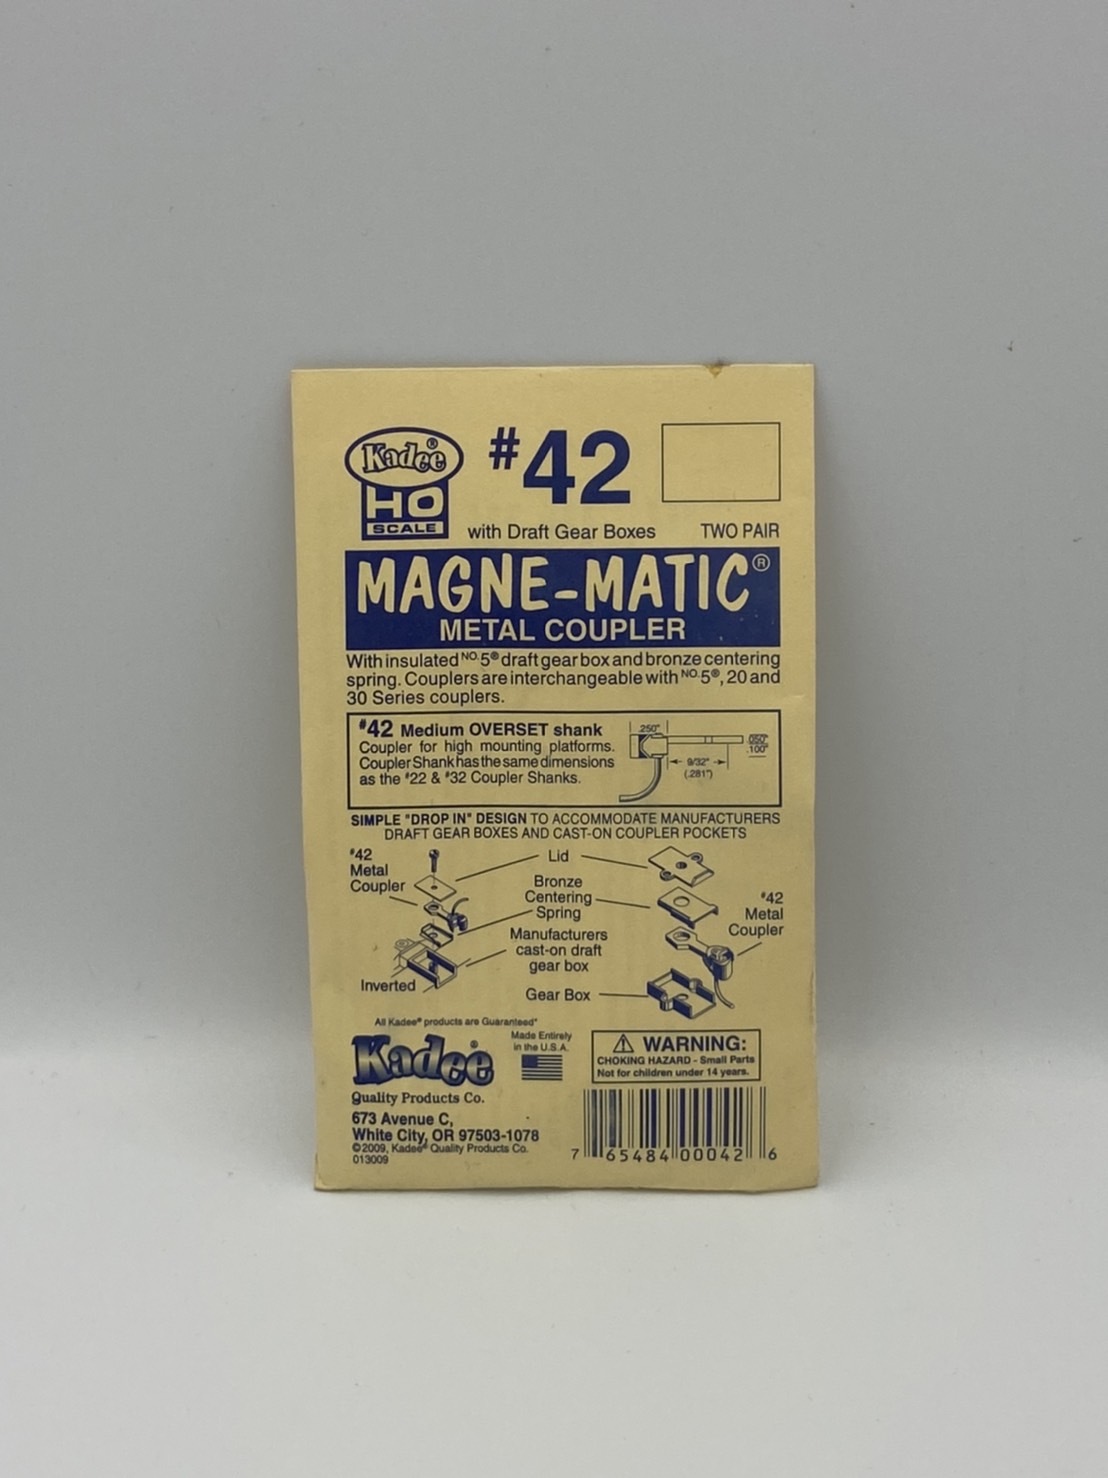 Kadee®
HO
SCALE
#42
with Draft Gear Boxes
TWO PAIR
MAGNE-MATIC®
METAL COUPLER
With insulated NO.5® draft gear box and bronze centering
spring. Couplers are interchangeable with NO.5®, 20 and
30 Series couplers.
#42 Medium OVERSET shank
Coupler for high mounting platforms.
Coupler Shank has the same dimensions
as the #22 & #32 Coupler Shanks.
.250"
9/32"
(.281")
.050"
.100"
SIMPLE "DROP IN" DESIGN TO ACCOMMODATE MANUFACTURERS
DRAFT GEAR BOXES AND CAST-ON COUPLER POCKETS
#42
Metal
Coupler
Lid
Bronze
Centering
Spring
Manufacturers
cast-on draft
gear box
Inverted
Gear Box
#42
Metal
Coupler
All Kadee® products are Guaranteed"
Kadee®
Quality Products Co.
673 Avenue C,
White City, OR 97503-1078
©2009, Kadee® Quality Products Co.
013009
Made Entirely
in the U.S.A.
WARNING:
CHOKING HAZARD - Small Parts
Not for children under 14 years.
7 65484 00042 6